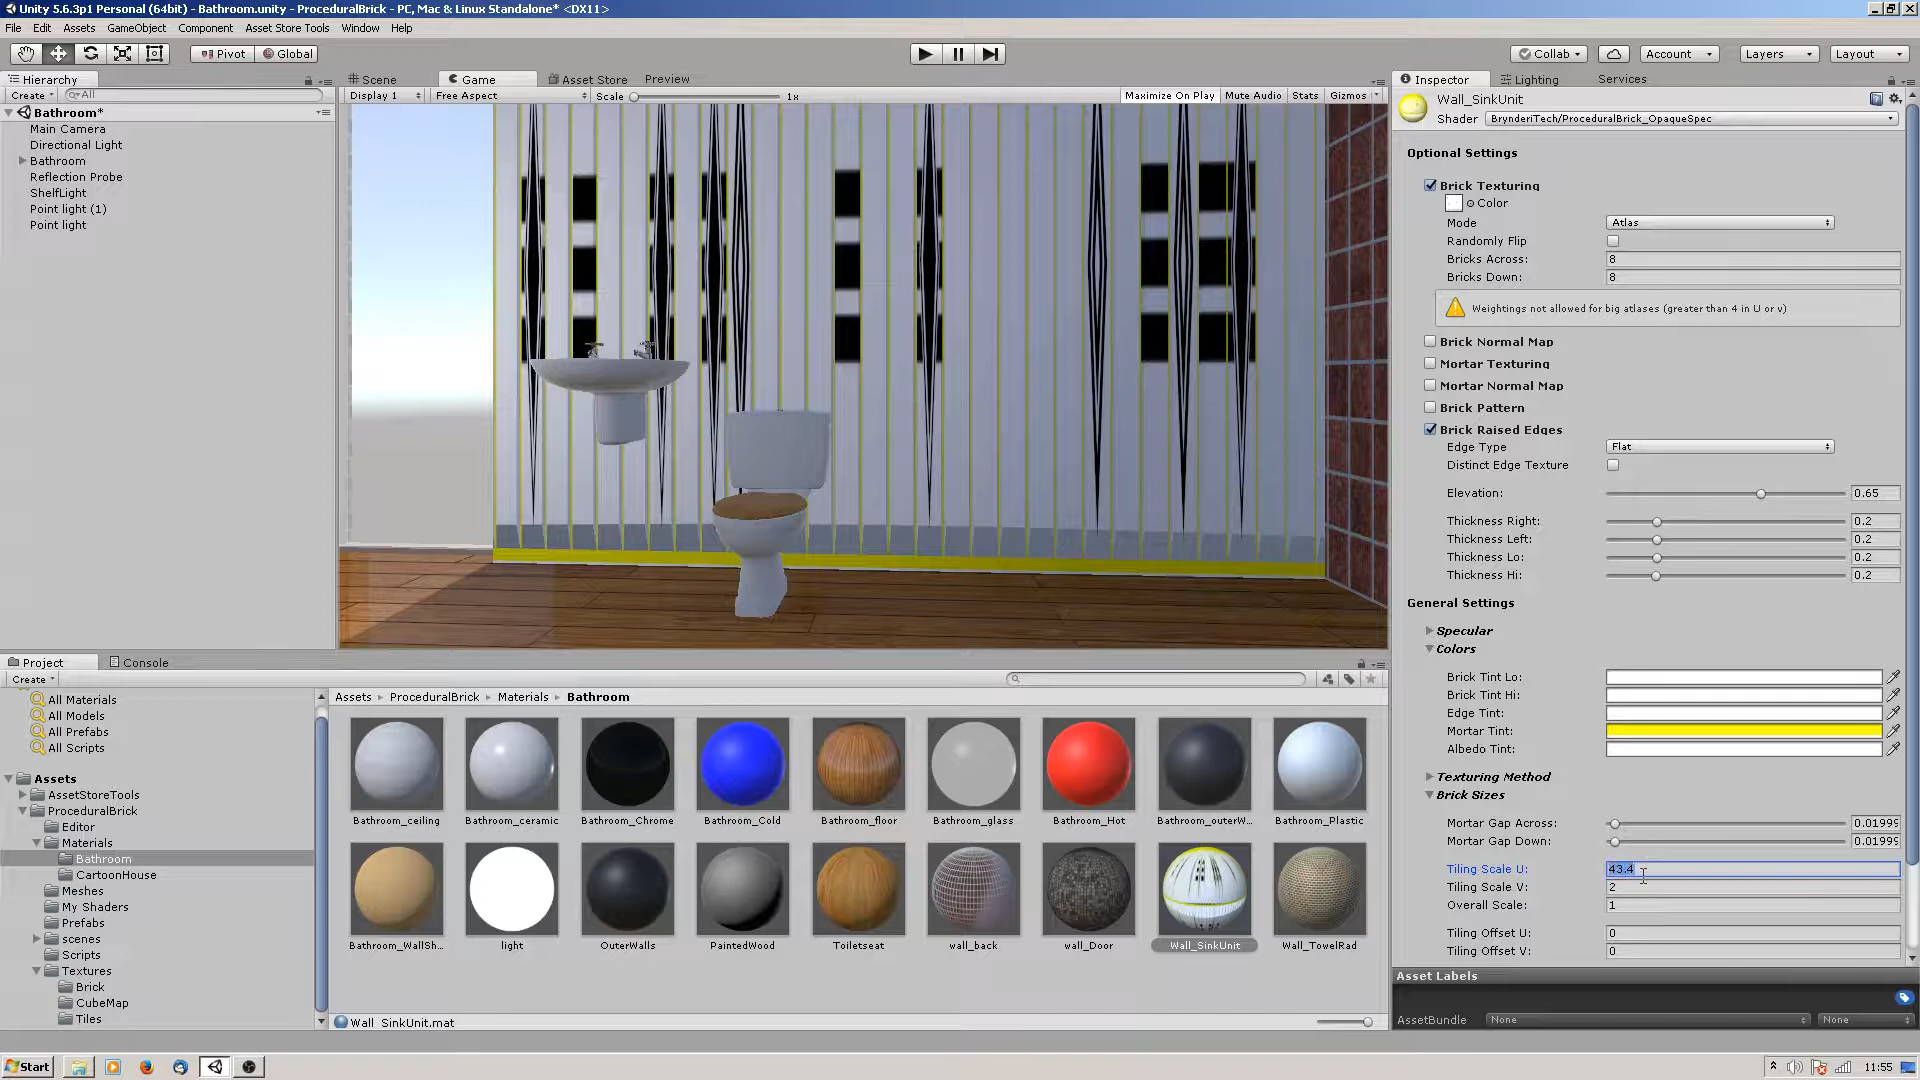 Unity 5.6.3p1 Personal (64bit) - Bathroom.unity - ProceduralBrick - PC, Mac & Linux Standalone* <DX11>
File Edit Assets GameObject Component Asset Store Tools Window Help
Pivot Global Collab Account Layers Layout
Hierarchy
Create All
Bathroom*
Main Camera
Directional Light
Bathroom
Reflection Probe
ShelfLight
Point light (1)
Point light
Scene Game Asset Store Preview
Display 1 Free Aspect Scale 1x Maximize On Play Mute Audio Stats Gizmos
Inspector Lighting Services
Wall_SinkUnit
Shader BrynderiTech/ProceduralBrick_OpaqueSpec
Optional Settings
Brick Texturing
Color
Mode Atlas
Randomly Flip
Bricks Across: 8
Bricks Down: 8
Weightings not allowed for big atlases (greater than 4 in U or v)
Brick Normal Map
Mortar Texturing
Mortar Normal Map
Brick Pattern
Brick Raised Edges
Edge Type Flat
Distinct Edge Texture
Elevation: 0.65
Thickness Right: 0.2
Thickness Left: 0.2
Thickness Lo: 0.2
Thickness Hi: 0.2
General Settings
Specular
Colors
Brick Tint Lo:
Brick Tint Hi:
Edge Tint:
Mortar Tint:
Albedo Tint:
Texturing Method
Brick Sizes
Mortar Gap Across: 0.01999
Mortar Gap Down: 0.01999
Tiling Scale U: 43.4
Tiling Scale V: 2
Overall Scale: 1
Tiling Offset U: 0
Tiling Offset V: 0
Asset Labels
AssetBundle None None
Project Console
Create
All Materials
All Models
All Prefabs
All Scripts
Assets
AssetStoreTools
ProceduralBrick
Editor
Materials
Bathroom
CartoonHouse
Meshes
My Shaders
Prefabs
scenes
Scripts
Textures
Brick
CubeMap
Tiles
Assets ProceduralBrick Materials Bathroom
Bathroom_ceiling Bathroom_ceramic Bathroom_Chrome Bathroom_Cold Bathroom_floor Bathroom_glass Bathroom_Hot Bathroom_outerW... Bathroom_Plastic
Bathroom_WallSh... light OuterWalls PaintedWood Toiletseat wall_back wall_Door Wall_SinkUnit Wall_TowelRad
Wall_SinkUnit.mat
Start 11:55